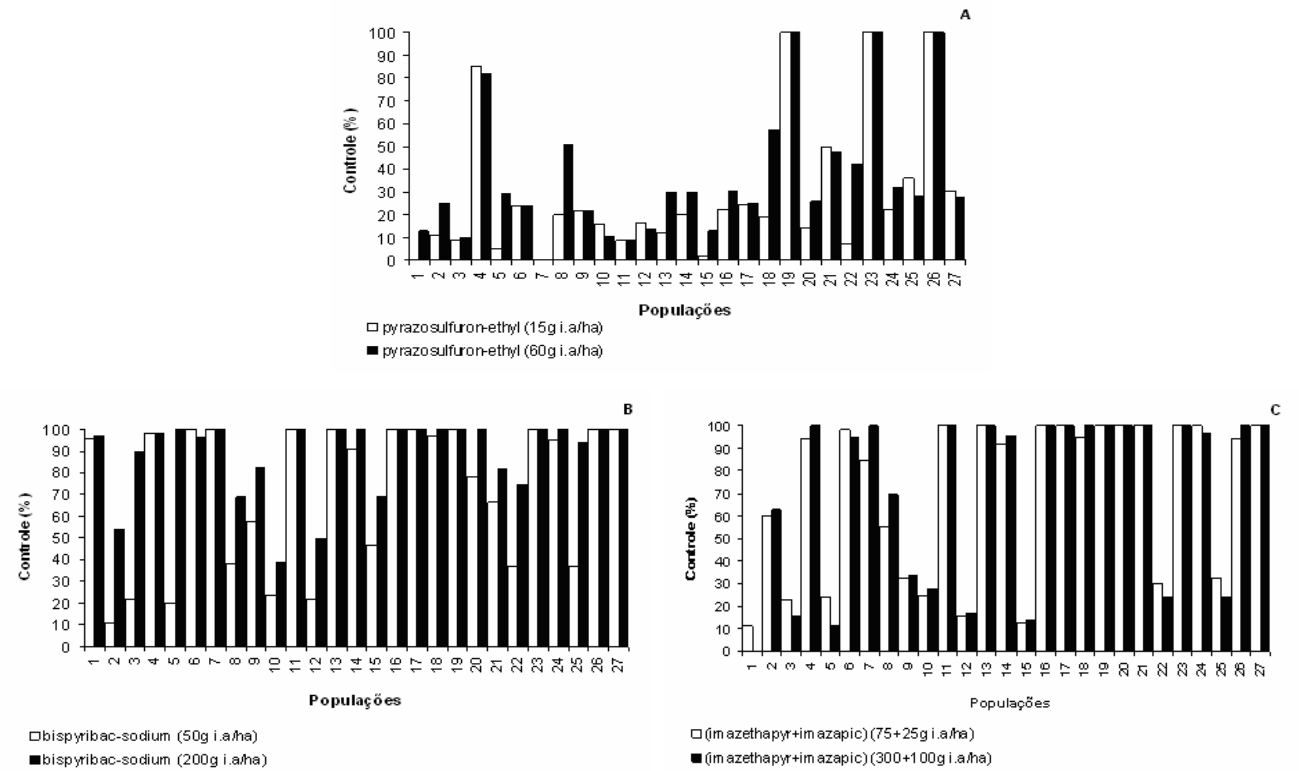 A
100
90
80
70
60
50
40
30
20
10
0
Controle (%)
1 2 3 4 5 6 7 8 9 10 11 12 13 14 15 16 17 18 19 20 21 22 23 24 25 26 27
Populações
pyrazosulfuron-ethyl (15g i.a/ha)
pyrazosulfuron-ethyl (60g i.a/ha)
B
100
90
80
70
60
50
40
30
20
10
0
Controle (%)
1 2 3 4 5 6 7 8 9 10 11 12 13 14 15 16 17 18 19 20 21 22 23 24 25 26 27
Populações
bispyribac-sodium (50g i.a/ha)
bispyribac-sodium (200g i.a/ha)
C
100
90
80
70
60
50
40
30
20
10
0
Controle (%)
1 2 3 4 5 6 7 8 9 10 11 12 13 14 15 16 17 18 19 20 21 22 23 24 25 26 27
Populações
(imazethapyr+imazapic) (75+25g i.a/ha)
(imazethapyr+imazapic) (300+100g i.a/ha)